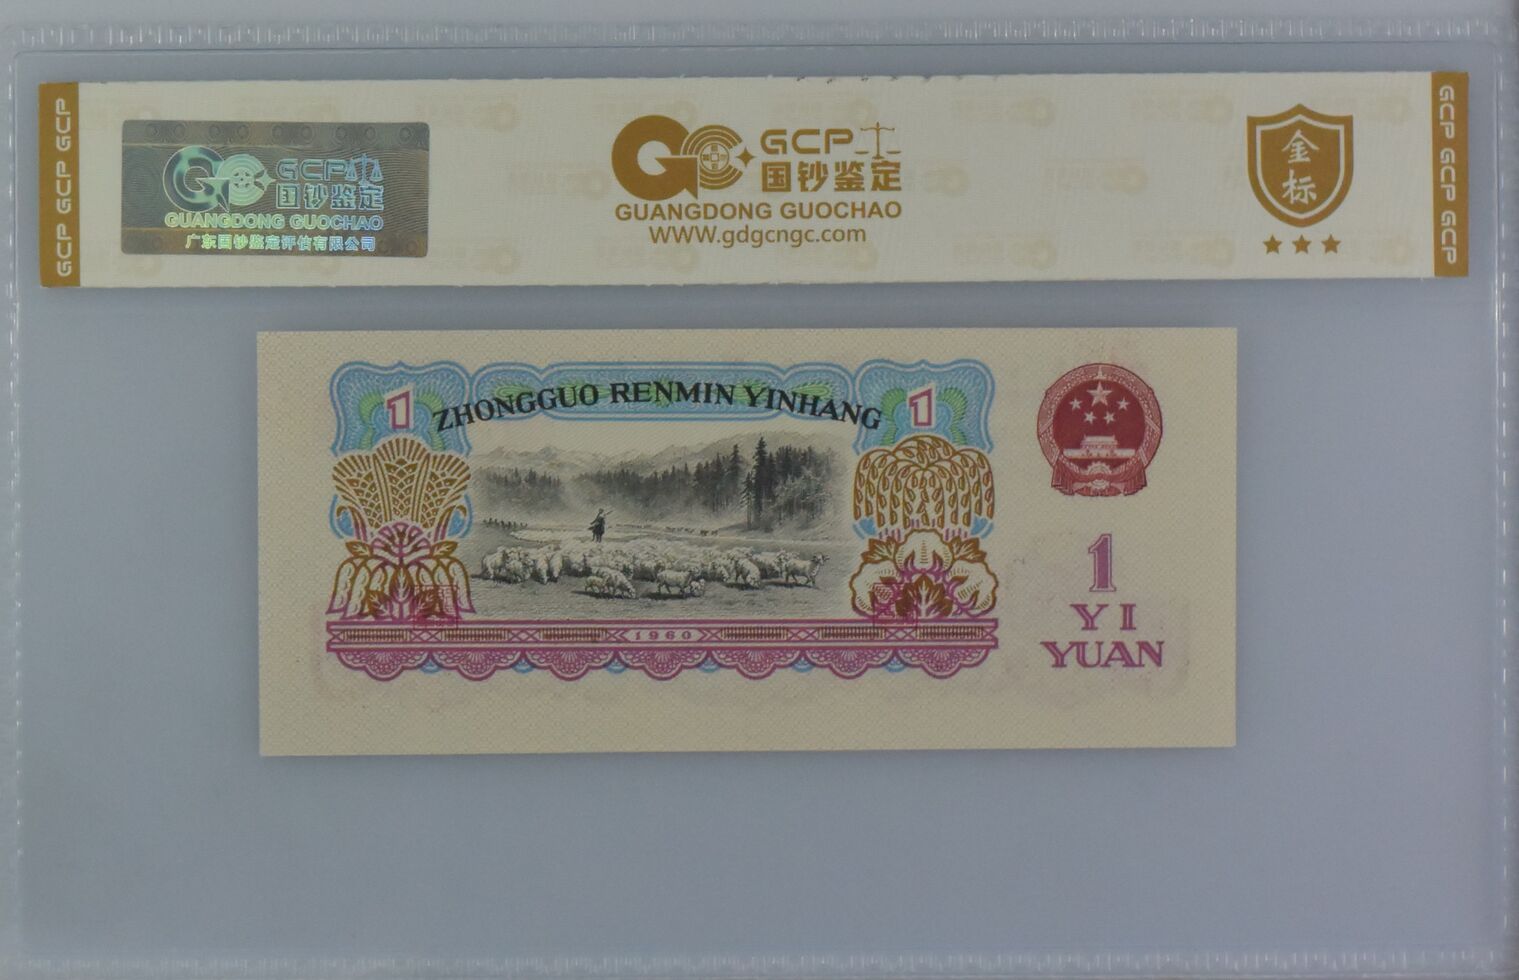 GCP GCP GCP
GCP
国钞鉴定
GUANGDONG GUOCHAO
广东国钞鉴定评估有限公司
GCP
国钞鉴定
GUANGDONG GUOCHAO
WWW.gdgcngc.com
金标
GCP GCP GCP
1 ZHONGGUO RENMIN YINHANG 1
1960
1
YI
YUAN